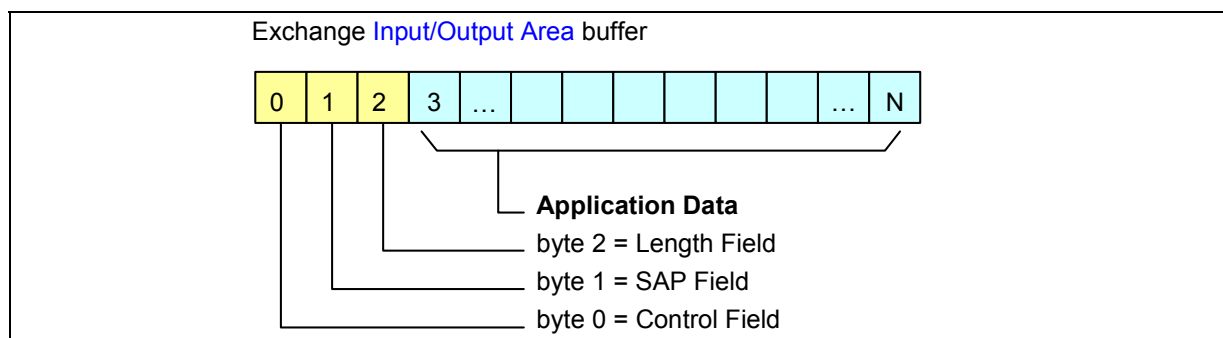 Exchange Input/Output Area buffer
0 1 2 3 … … N
Application Data
byte 2 = Length Field
byte 1 = SAP Field
byte 0 = Control Field